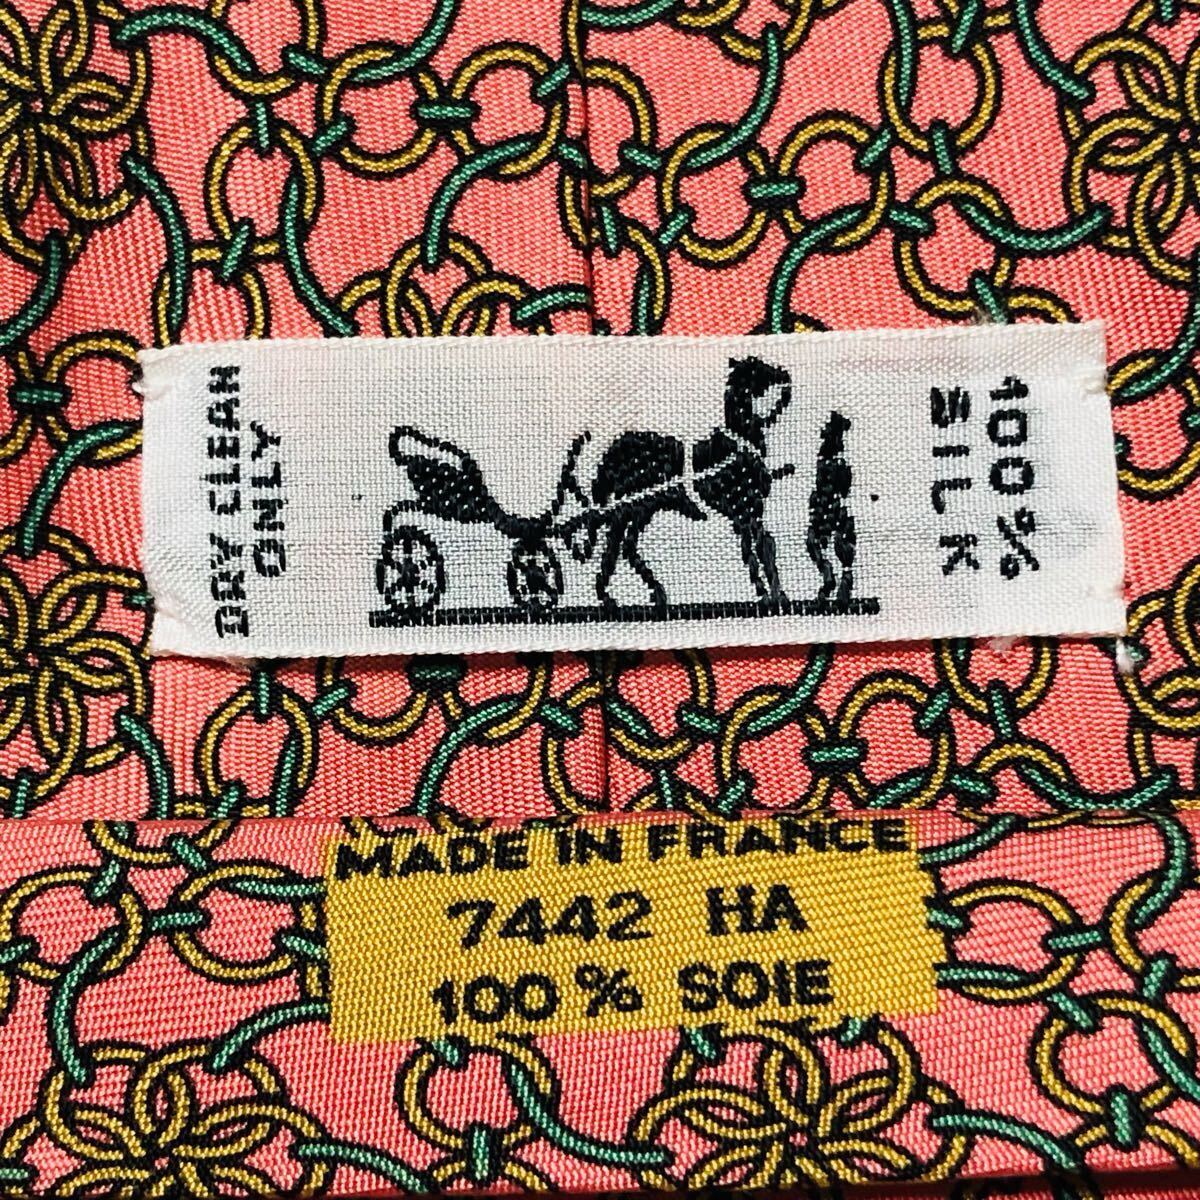 DRY CLEAN
ONLY
100%
SILK
MADE IN FRANCE
7442 HA
100% SOIE